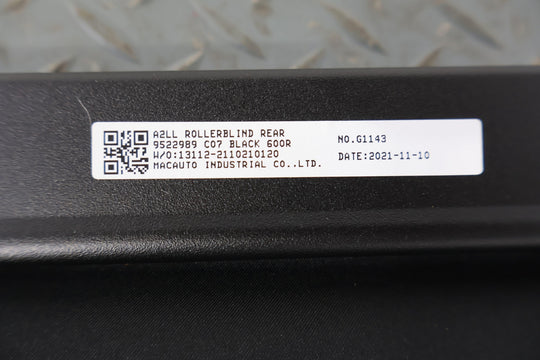 A2LL ROLLERBLIND REAR
9522989 C07 BLACK 600R
W/O:13112-2110210120
MACAUTO INDUSTRIAL CO.,LTD.
NO.G1143
DATE:2021-11-10